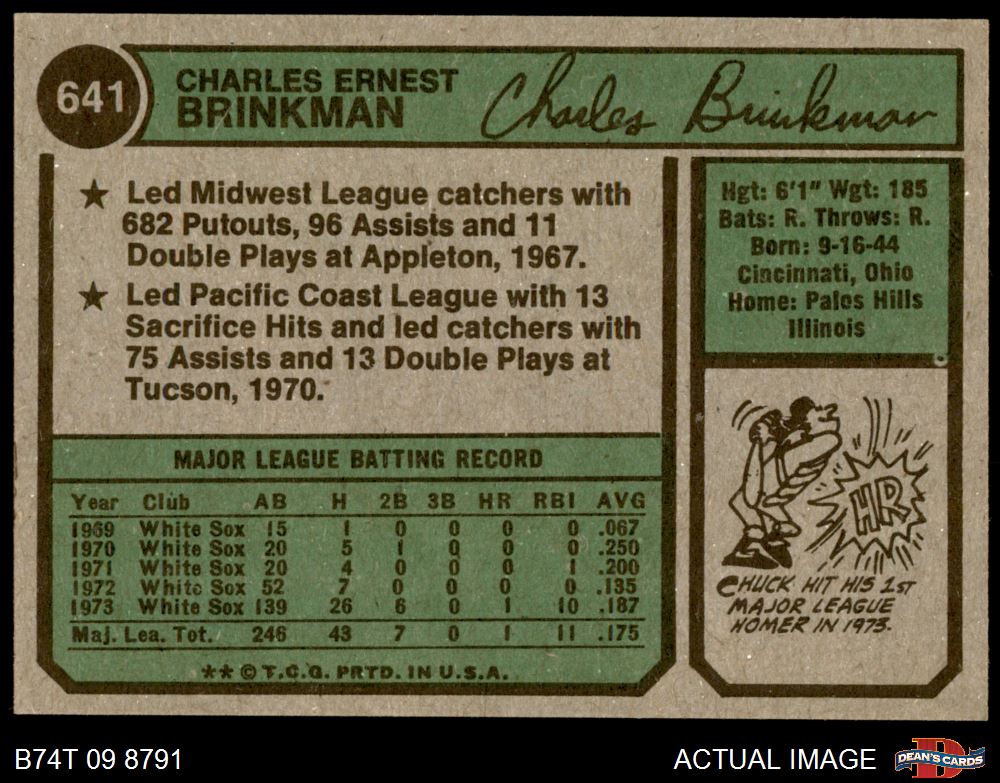 641
CHARLES ERNEST
BRINKMAN
Charles Brinkman
★ Led Midwest League catchers with
682 Putouts, 96 Assists and 11
Double Plays at Appleton, 1967.
★ Led Pacific Coast League with 13
Sacrifice Hits and led catchers with
75 Assists and 13 Double Plays at
Tucson, 1970.
Hgt: 6'1" Wgt: 185
Bats: R. Throws: R.
Born: 9-16-44
Cincinnati, Ohio
Home: Palos Hills
Illinois
MAJOR LEAGUE BATTING RECORD
Year Club AB H 2B 3B HR RBI AVG
1969 White Sox 15 1 0 0 0 0 .067
1970 White Sox 20 5 1 0 0 0 .250
1971 White Sox 20 4 0 0 0 1 .200
1972 White Sox 52 7 0 0 0 0 .135
1973 White Sox 139 26 6 0 1 10 .187
Maj. Lea. Tot. 246 43 7 0 1 11 .175
** © T.C.G. PRTD. IN U.S.A.
HR
CHUCK HIT HIS 1ST
MAJOR LEAGUE
HOMER IN 1973.
B74T 09 8791
ACTUAL IMAGE
D
DEAN'S CARDS